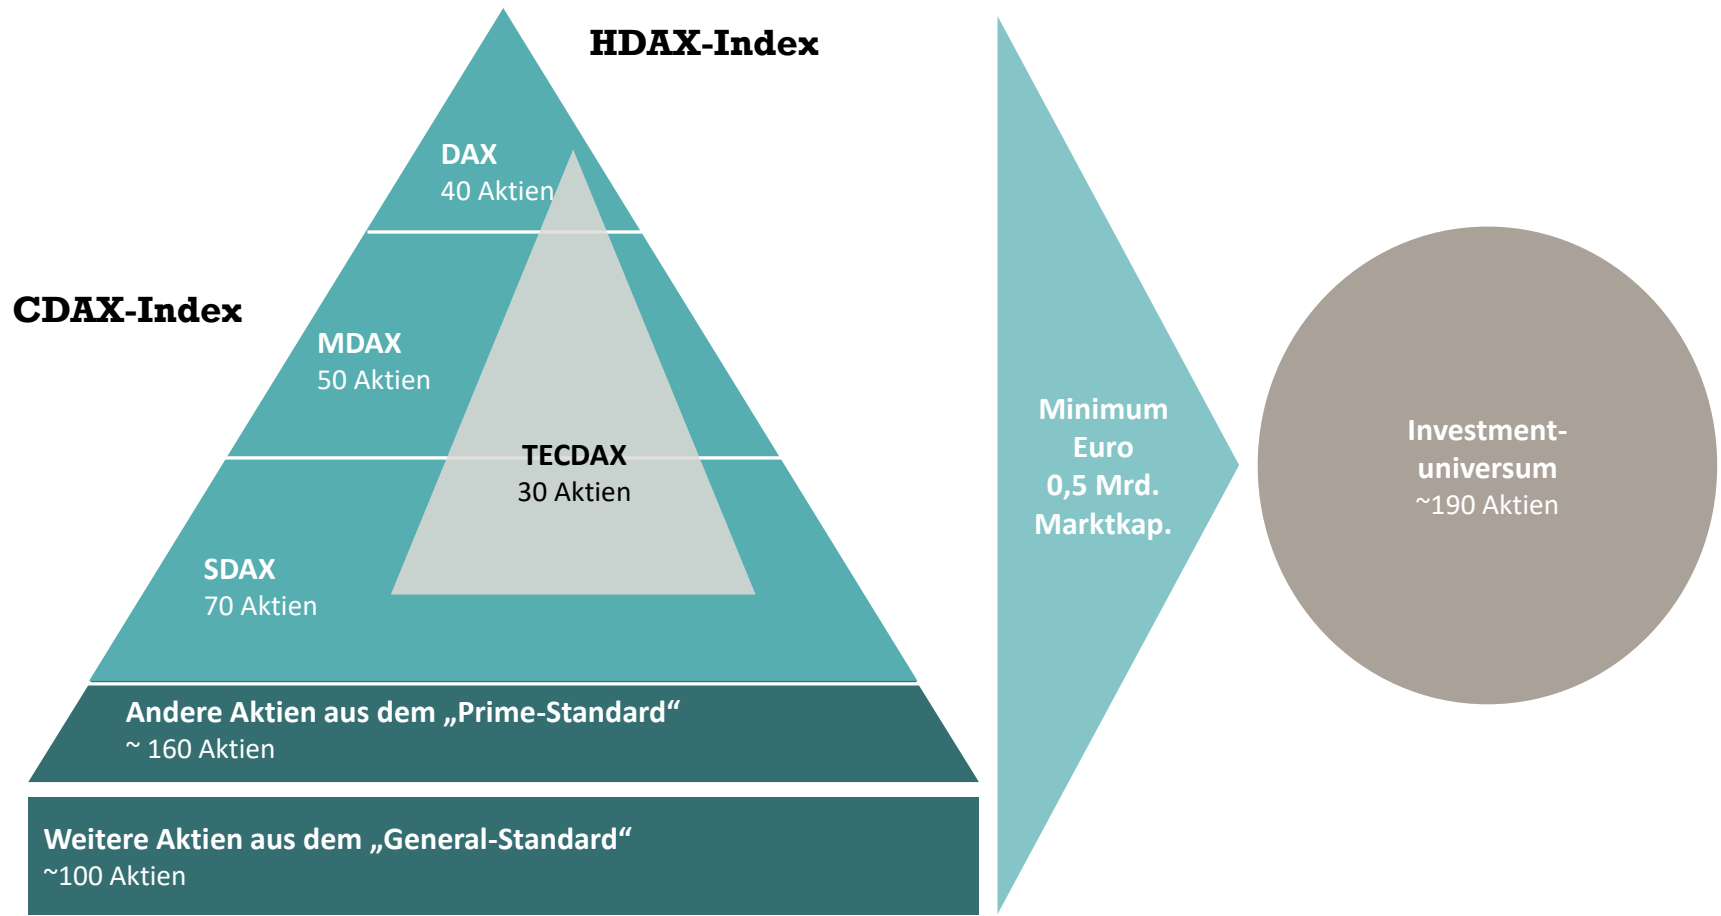 HDAX-Index
DAX
40 Aktien
CDAX-Index
MDAX
50 Aktien
TECDAX
30 Aktien
SDAX
70 Aktien
Andere Aktien aus dem „Prime-Standard“
~ 160 Aktien
Weitere Aktien aus dem „General-Standard“
~100 Aktien
Minimum
Euro
0,5 Mrd.
Marktkap.
Investment-
universum
~190 Aktien